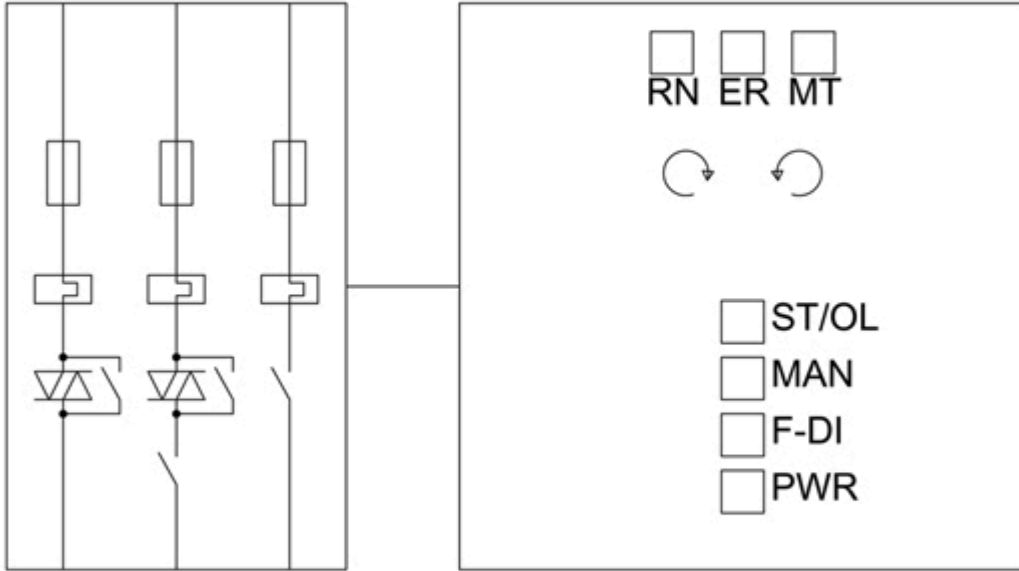 RN ER MT
ST/OL
MAN
F-DI
PWR